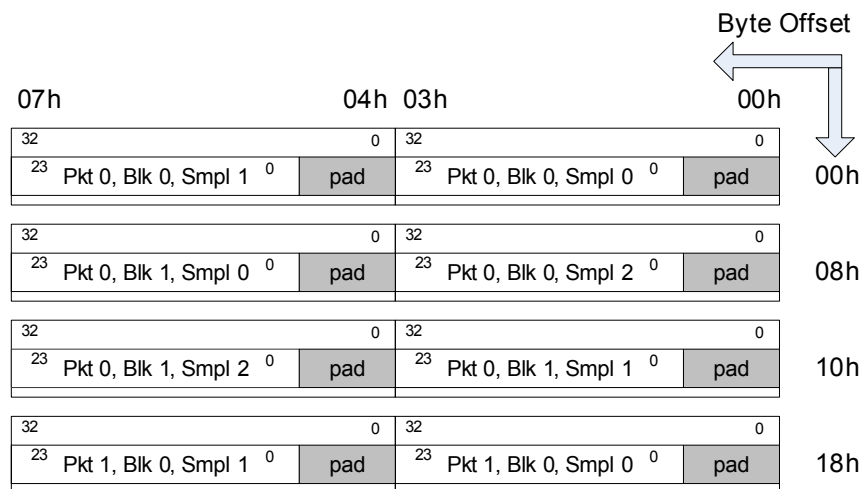 Byte Offset
07h 04h 03h 00h
32 0 32 0
23 Pkt 0, Blk 0, Smpl 1 0 pad 23 Pkt 0, Blk 0, Smpl 0 0 pad 00h
32 0 32 0
23 Pkt 0, Blk 1, Smpl 0 0 pad 23 Pkt 0, Blk 0, Smpl 2 0 pad 08h
32 0 32 0
23 Pkt 0, Blk 1, Smpl 2 0 pad 23 Pkt 0, Blk 1, Smpl 1 0 pad 10h
32 0 32 0
23 Pkt 1, Blk 0, Smpl 1 0 pad 23 Pkt 1, Blk 0, Smpl 0 0 pad 18h